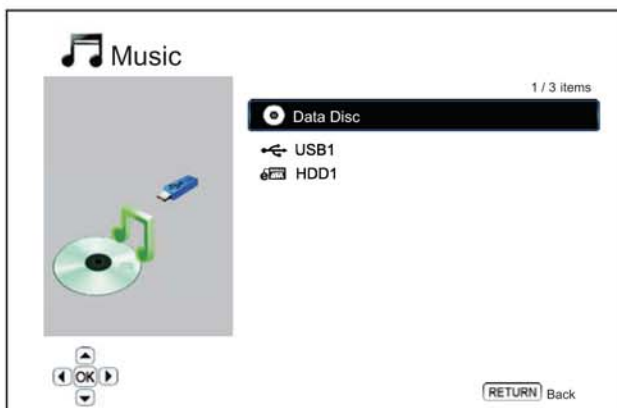 Music
1 / 3 items
Data Disc
USB1
HDD1
OK
RETURN Back